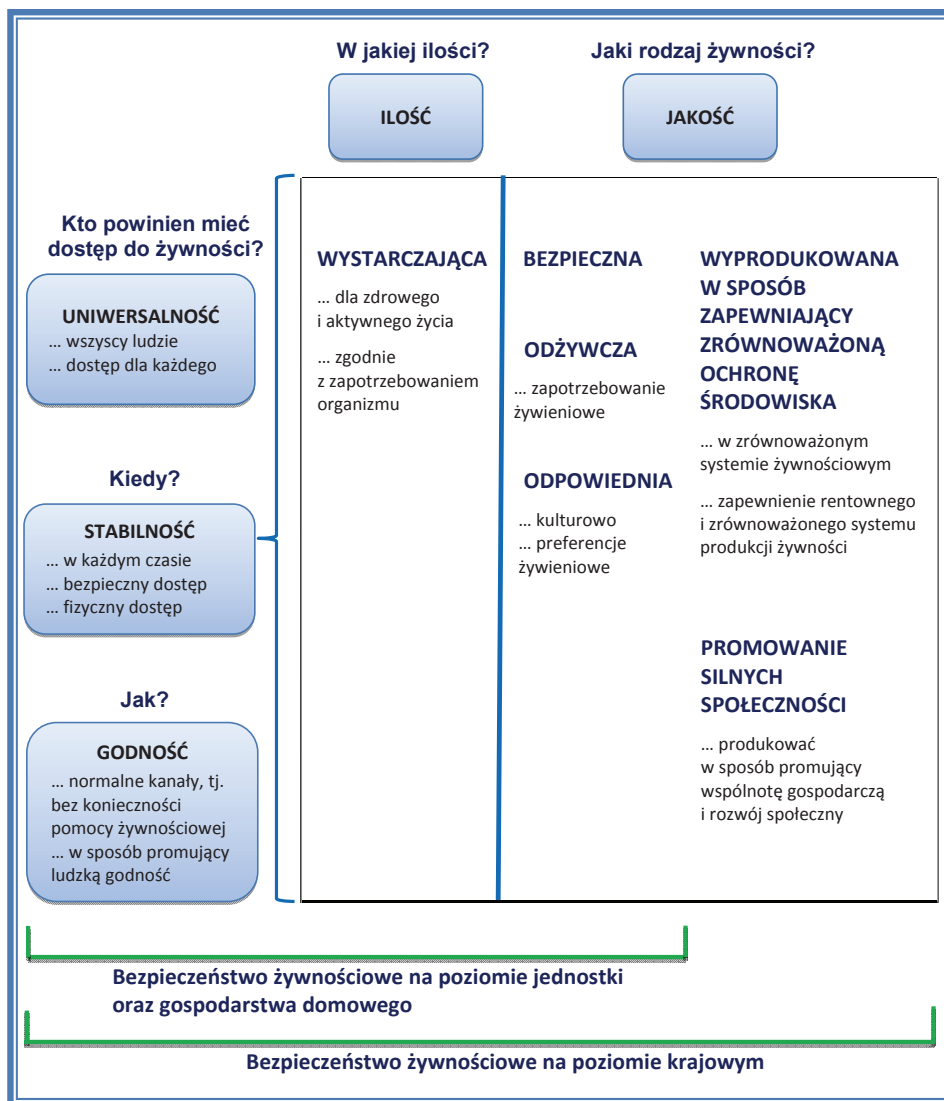 W jakiej ilości?
Jaki rodzaj żywności?
ILOŚĆ
JAKOŚĆ
Kto powinien mieć
dostęp do żywności?
UNIWERSALNOŚĆ
... wszyscy ludzie
... dostęp dla każdego
Kiedy?
STABILNOŚĆ
... w każdym czasie
... bezpieczny dostęp
... fizyczny dostęp
Jak?
GODNOŚĆ
... normalne kanały, tj.
bez konieczności
pomocy żywnościowej
... w sposób promujący
ludzką godność
WYSTARCZAJĄCA
... dla zdrowego
i aktywnego życia
... zgodnie
z zapotrzebowaniem
organizmu
BEZPIECZNA
ODŻYWCZA
... zapotrzebowanie
żywieniowe
ODPOWIEDNIA
... kulturowo
... preferencje
żywieniowe
WYPRODUKOWANA
W SPOSÓB
ZAPEWNIAJĄCY
ZRÓWNOWAŻONĄ
OCHRONĘ
ŚRODOWISKA
... w zrównoważonym
systemie żywnościowym
... zapewnienie rentownego
i zrównoważonego systemu
produkcji żywności
PROMOWANIE
SILNYCH
SPOŁECZNOŚCI
... produkować
w sposób promujący
wspólnotę gospodarczą
i rozwój społeczny
Bezpieczeństwo żywnościowe na poziomie jednostki
oraz gospodarstwa domowego
Bezpieczeństwo żywnościowe na poziomie krajowym